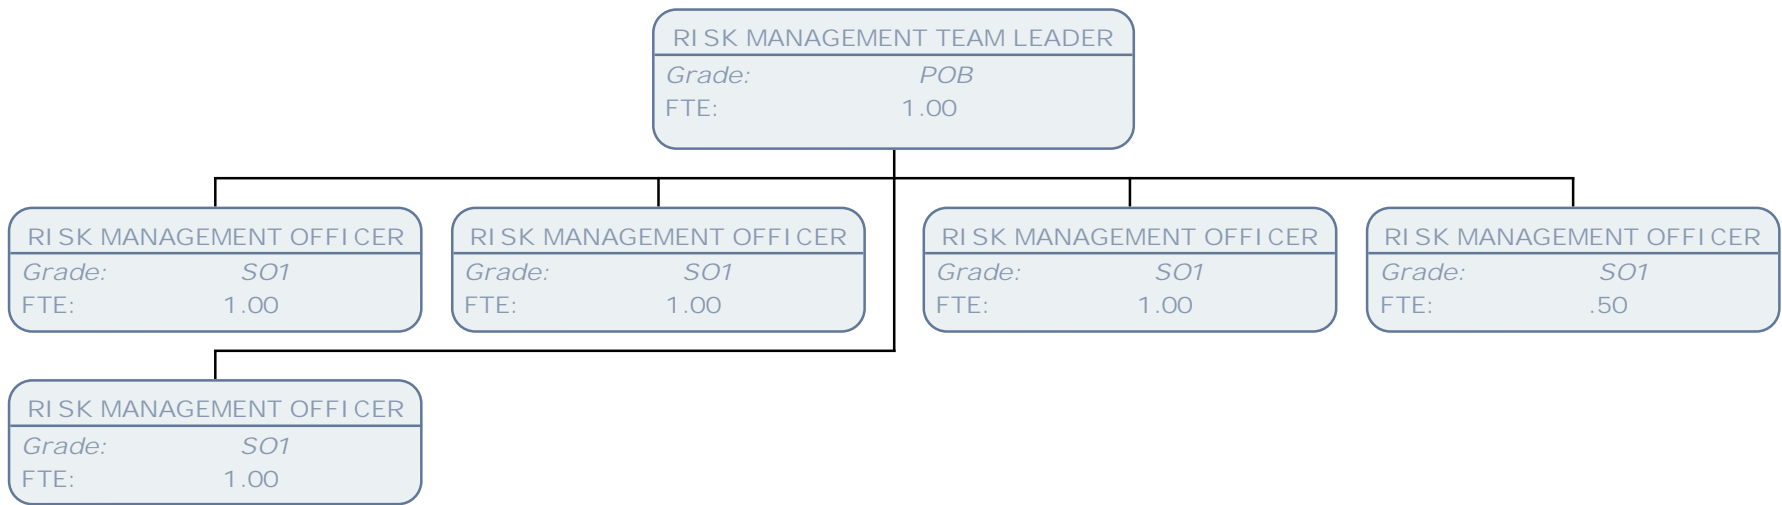 RISK MANAGEMENT TEAM LEADER
Grade: POB
FTE: 1.00
RISK MANAGEMENT OFFICER
Grade: SO1
FTE: 1.00
RISK MANAGEMENT OFFICER
Grade: SO1
FTE: 1.00
RISK MANAGEMENT OFFICER
Grade: SO1
FTE: 1.00
RISK MANAGEMENT OFFICER
Grade: SO1
FTE: .50
RISK MANAGEMENT OFFICER
Grade: SO1
FTE: 1.00